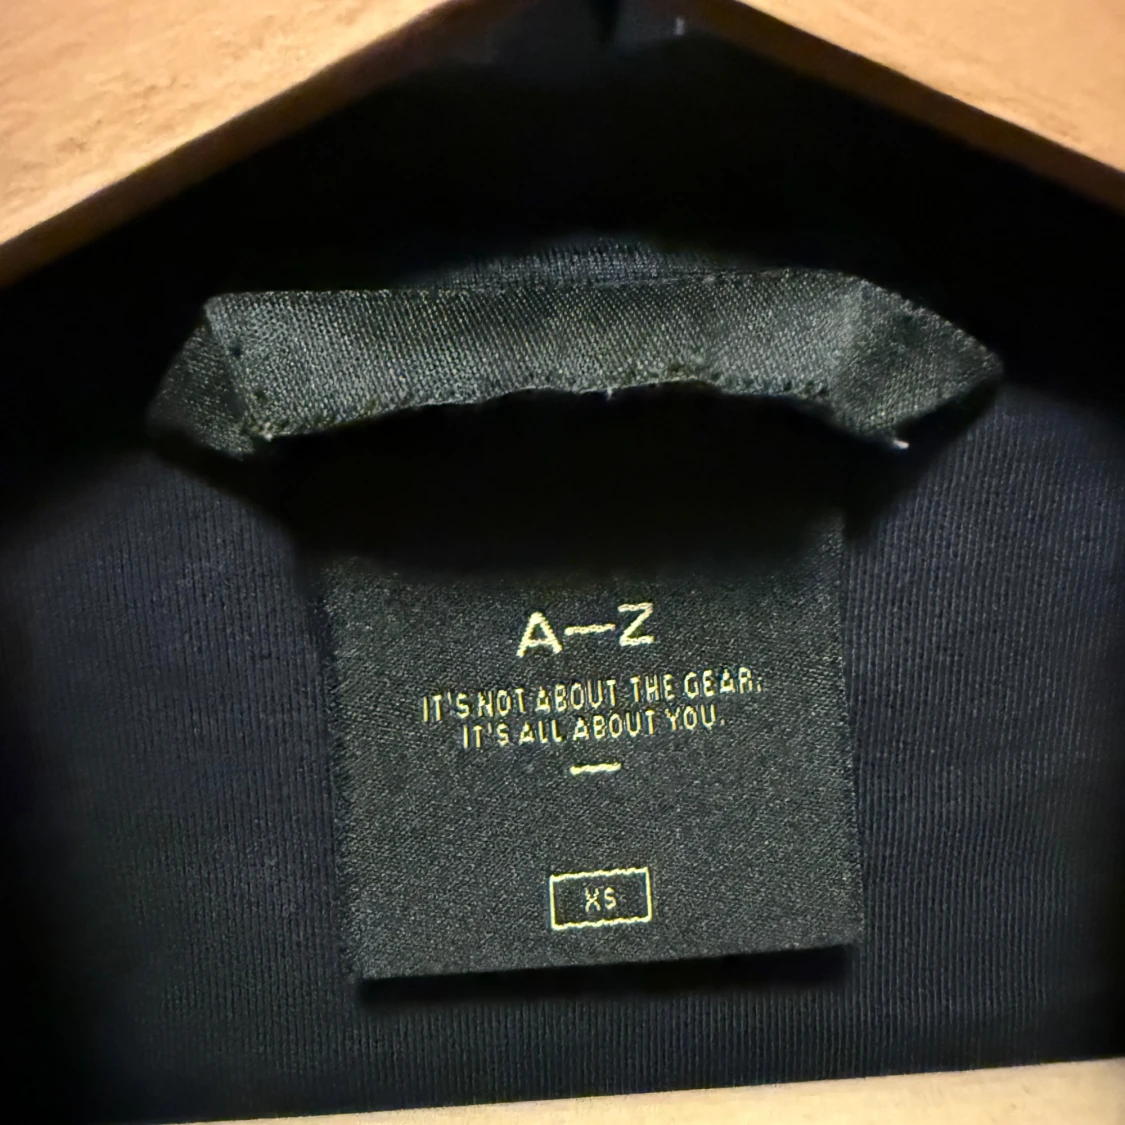 A—Z
IT'S NOT ABOUT THE GEAR.
IT'S ALL ABOUT YOU.
XS